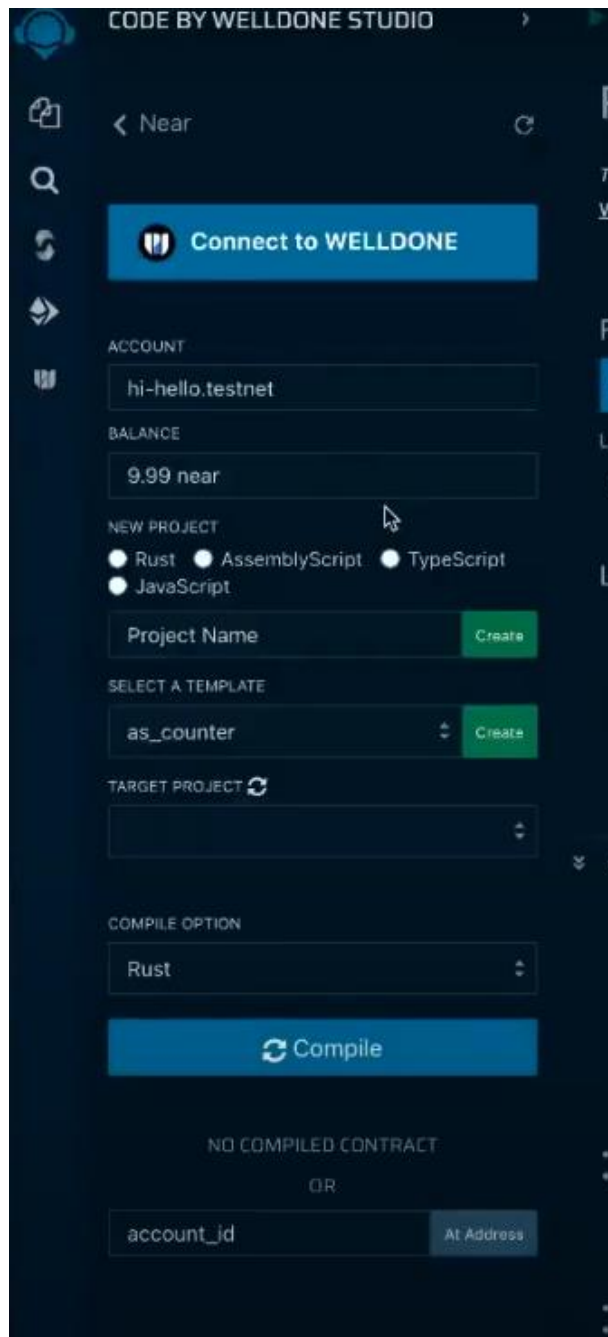 CODE BY WELLDONE STUDIO
Near
Connect to WELLDONE
ACCOUNT
hi-hello.testnet
BALANCE
9.99 near
NEW PROJECT
Rust AssemblyScript TypeScript
JavaScript
Project Name Create
SELECT A TEMPLATE
as_counter Create
TARGET PROJECT
COMPILE OPTION
Rust
Compile
NO COMPILED CONTRACT
OR
account_id At Address